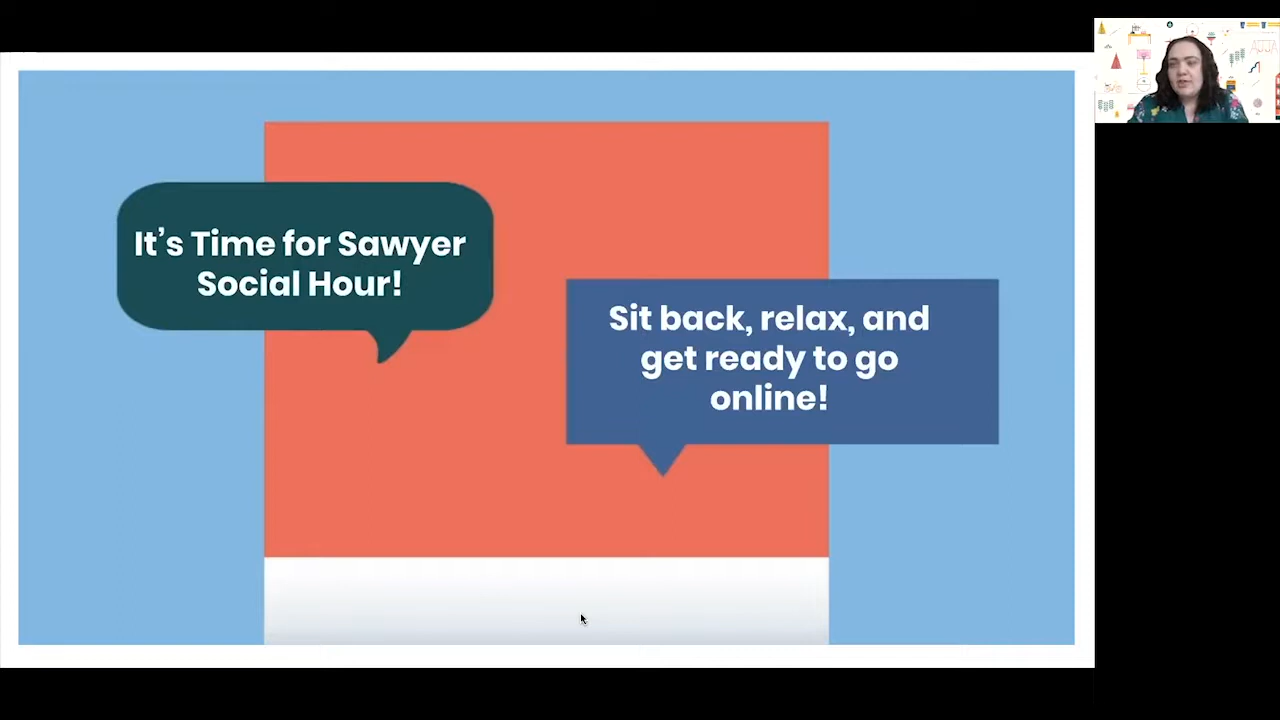 It's Time for Sawyer
Social Hour!
Sit back, relax, and
get ready to go
online!